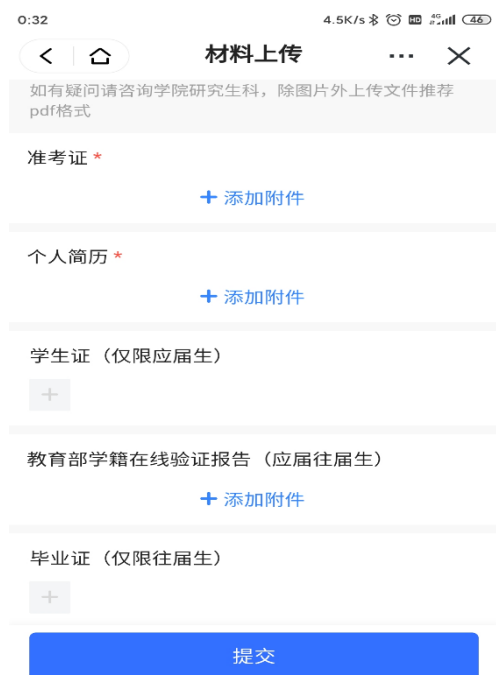 0:32
4.5K/s HD 4G 46
材料上传
如有疑问请咨询学院研究生科，除图片外上传文件推荐
pdf格式
准考证 *
+ 添加附件
个人简历 *
+ 添加附件
学生证（仅限应届生）
+
教育部学籍在线验证报告（应届往届生）
+ 添加附件
毕业证（仅限往届生）
+
提交